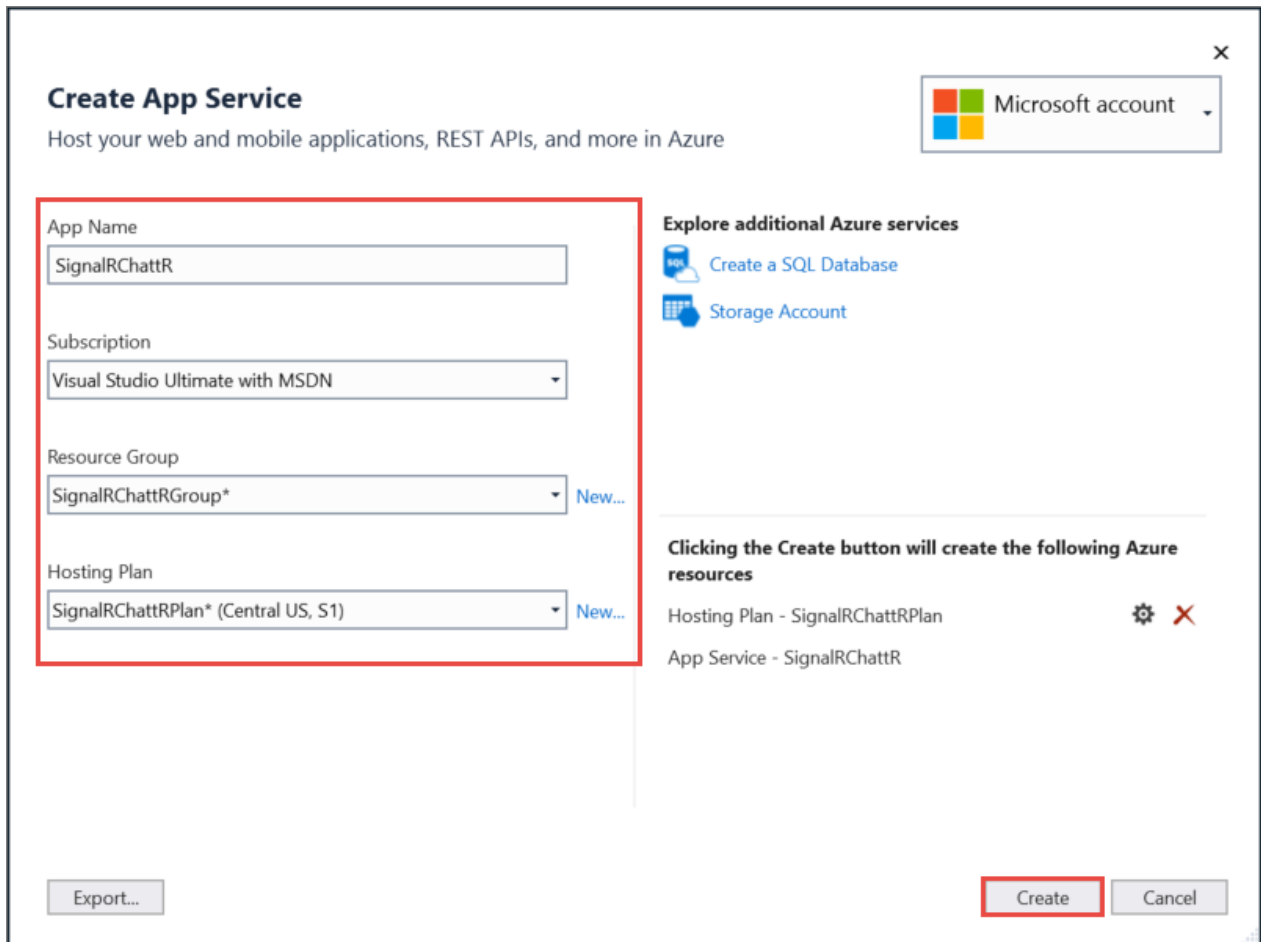 Create App Service
Host your web and mobile applications, REST APIs, and more in Azure
Microsoft account
App Name
SignalRChattR
Subscription
Visual Studio Ultimate with MSDN
Resource Group
SignalRChattRGroup*
New...
Hosting Plan
SignalRChattRPlan* (Central US, S1)
New...
Explore additional Azure services
SQL
Create a SQL Database
Storage Account
Clicking the Create button will create the following Azure
resources
Hosting Plan - SignalRChattRPlan
App Service - SignalRChattR
Export...
Create
Cancel